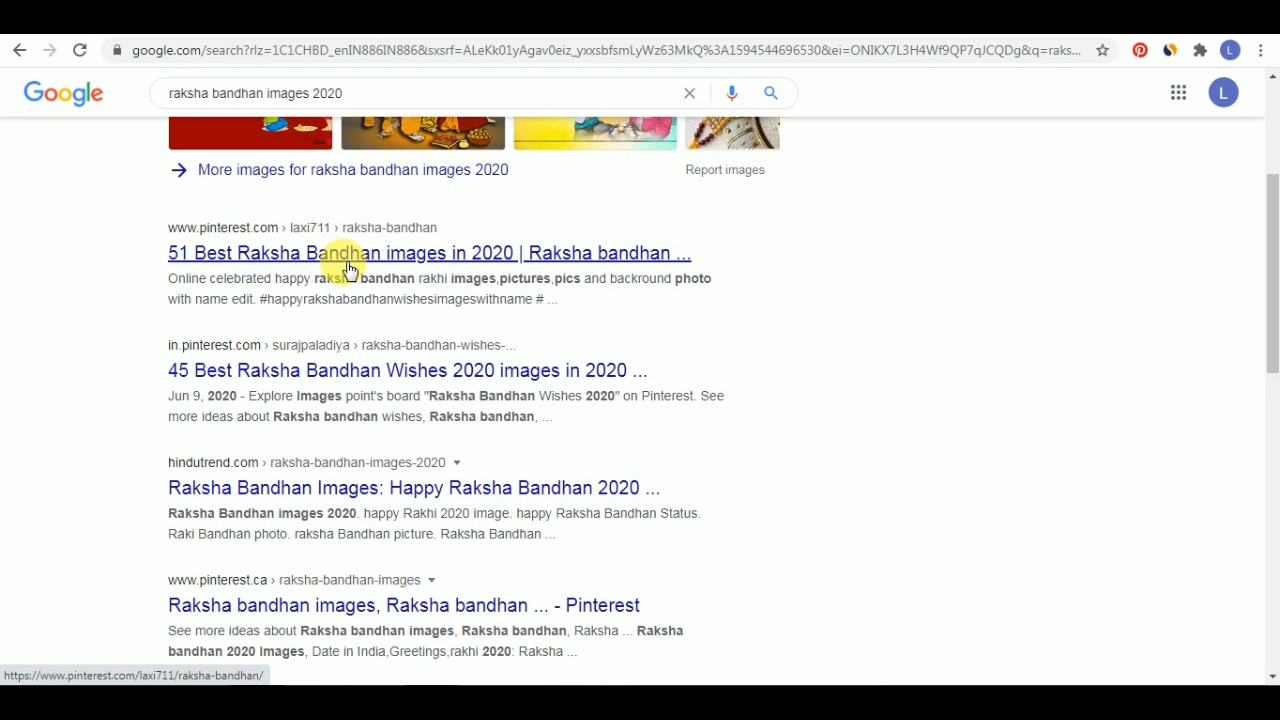 google.com/search?rlz=1C1CHBD_enIN886IN886&sxsrf=ALeKk01yAgav0eiz_yxxsbfsmLyWz63MkQ%3A1594544696530&ei=ONIKX7L3H4Wf9QP7qJCQDg&q=raks...
L
Google
raksha bandhan images 2020
L
More images for raksha bandhan images 2020
Report images
www.pinterest.com › laxi711 › raksha-bandhan
51 Best Raksha Bandhan images in 2020 | Raksha bandhan ...
Online celebrated happy raksha bandhan rakhi images,pictures,pics and backround photo
with name edit. #happyrakshabandhanwishesimageswithname # ...
in.pinterest.com › surajpaladiya › raksha-bandhan-wishes-...
45 Best Raksha Bandhan Wishes 2020 images in 2020 ...
Jun 9, 2020 - Explore Images point's board "Raksha Bandhan Wishes 2020" on Pinterest. See
more ideas about Raksha bandhan wishes, Raksha bandhan, ...
hindutrend.com › raksha-bandhan-images-2020
Raksha Bandhan Images: Happy Raksha Bandhan 2020 ...
Raksha Bandhan images 2020. happy Rakhi 2020 image. happy Raksha Bandhan Status.
Raki Bandhan photo. raksha Bandhan picture. Raksha Bandhan ...
www.pinterest.ca › raksha-bandhan-images
Raksha bandhan images, Raksha bandhan ... - Pinterest
See more ideas about Raksha bandhan images, Raksha bandhan, Raksha ... Raksha
bandhan 2020 Images, Date in India,Greetings,rakhi 2020: Raksha ...
https://www.pinterest.com/laxi711/raksha-bandhan/